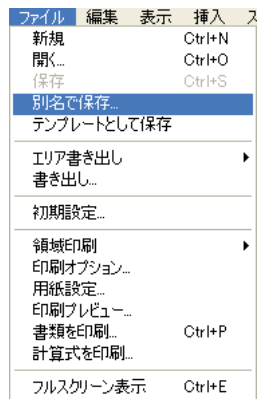 ファイル 編集 表示 挿入
新規 Ctrl+N
開く... Ctrl+O
保存 Ctrl+S
別名で保存...
テンプレートとして保存
エリア書き出し
書き出し...
初期設定...
領域印刷
印刷オプション...
用紙設定...
印刷プレビュー...
書類を印刷... Ctrl+P
計算式を印刷...
フルスクリーン表示 Ctrl+E